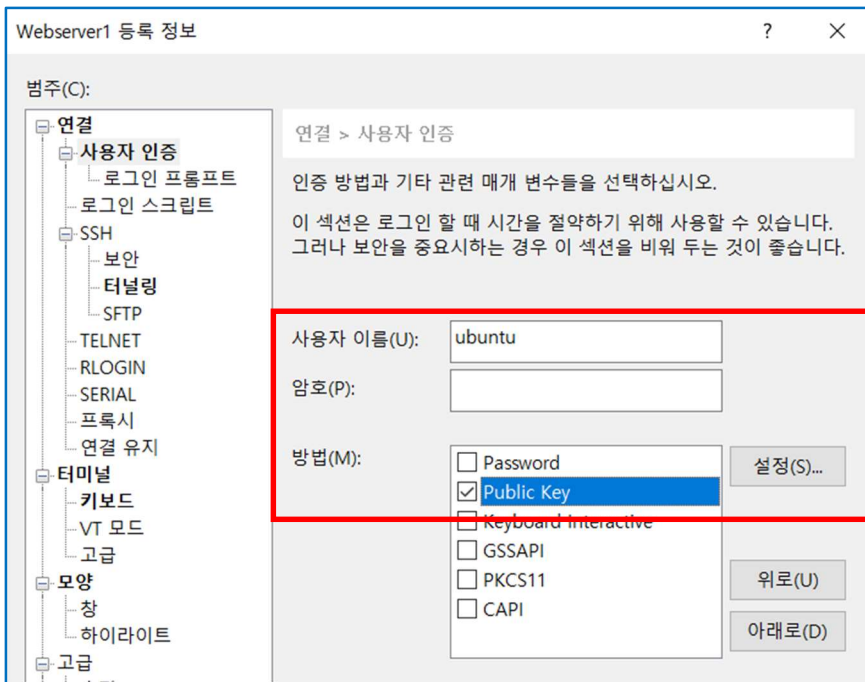 Webserver1 등록 정보
?
범주(C):
연결
사용자 인증
로그인 프롬프트
로그인 스크립트
SSH
보안
터널링
SFTP
TELNET
RLOGIN
SERIAL
프록시
연결 유지
터미널
키보드
VT 모드
고급
모양
창
하이라이트
고급
연결 > 사용자 인증
인증 방법과 기타 관련 매개 변수들을 선택하십시오.
이 섹션은 로그인 할 때 시간을 절약하기 위해 사용할 수 있습니다.
그러나 보안을 중요시하는 경우 이 섹션을 비워 두는 것이 좋습니다.
사용자 이름(U): ubuntu
암호(P):
방법(M):
Password
Public Key
Keyboard Interactive
GSSAPI
PKCS11
CAPI
설정(S)...
위로(U)
아래로(D)